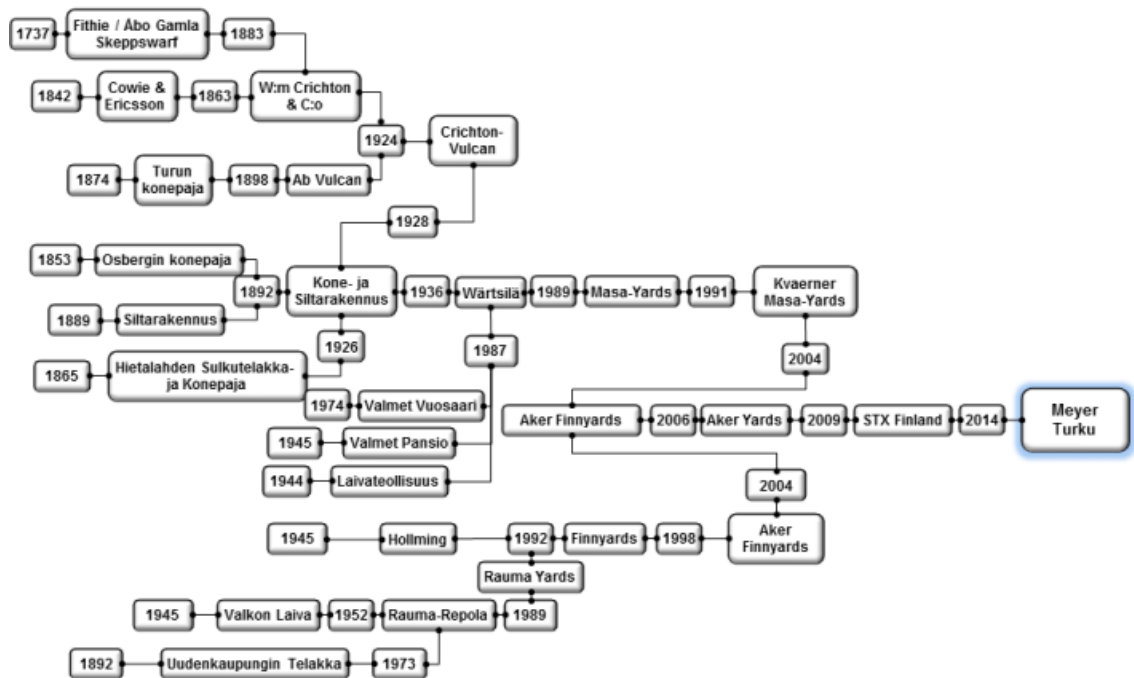 1737
Fithie / Åbo Gamla
Skeppswarf
1883
1842
Cowie &
Ericsson
1863
W:m Crichton
& C:o
1924
Crichton-
Vulcan
1874
Turun
konepaja
1898
Ab Vulcan
1928
1853
Osbergin konepaja
1892
Kone- ja
Siltarakennus
1936
Wärtsilä
1989
Masa-Yards
1991
Kvaerner
Masa-Yards
1889
Siltarakennus
1926
1987
2004
1865
Hietalahden Sulkutelakka-
ja Konepaja
1974
Valmet Vuosaari
Aker Finnyards
2006
Aker Yards
2009
STX Finland
2014
Meyer
Turku
1945
Valmet Pansio
1944
Laivateollisuus
2004
1945
Hollming
1992
Finnyards
1998
Aker
Finnyards
Rauma Yards
1945
Valkon Laiva
1952
Rauma-Repola
1989
1892
Uudenkaupungin Telakka
1973